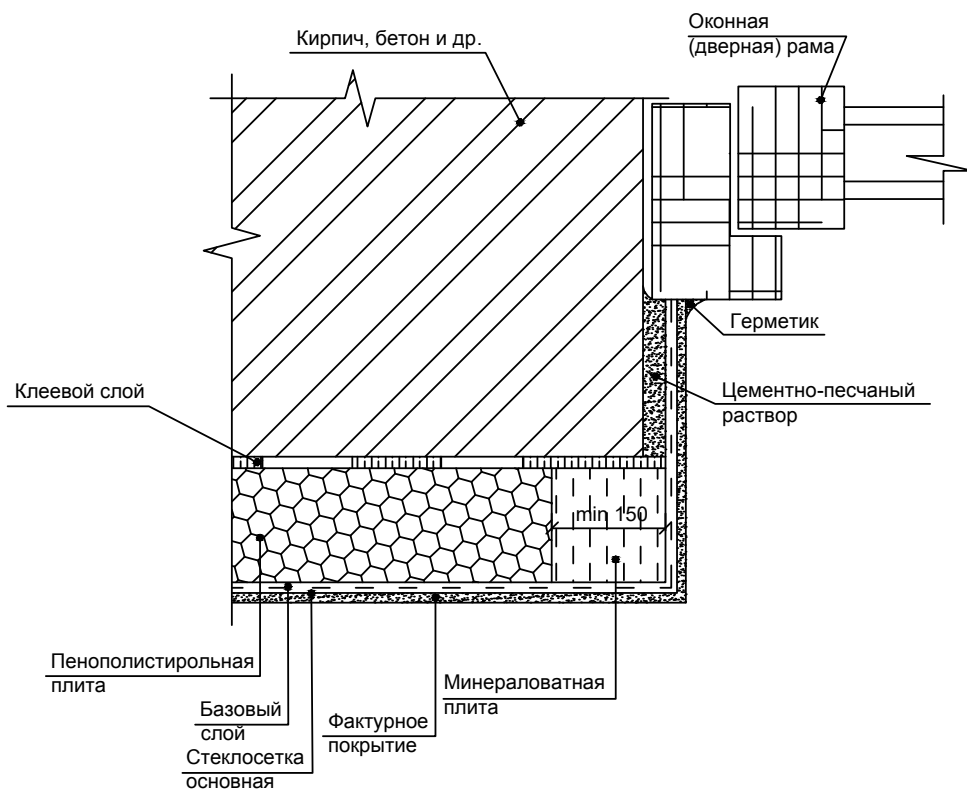 Оконная
(дверная) рама
Кирпич, бетон и др.
Герметик
Клеевой слой
Цементно-песчаный
раствор
min 150
Пенополистирольная
плита
Минераловатная
плита
Базовый
слой
Фактурное
покрытие
Стеклосетка
основная